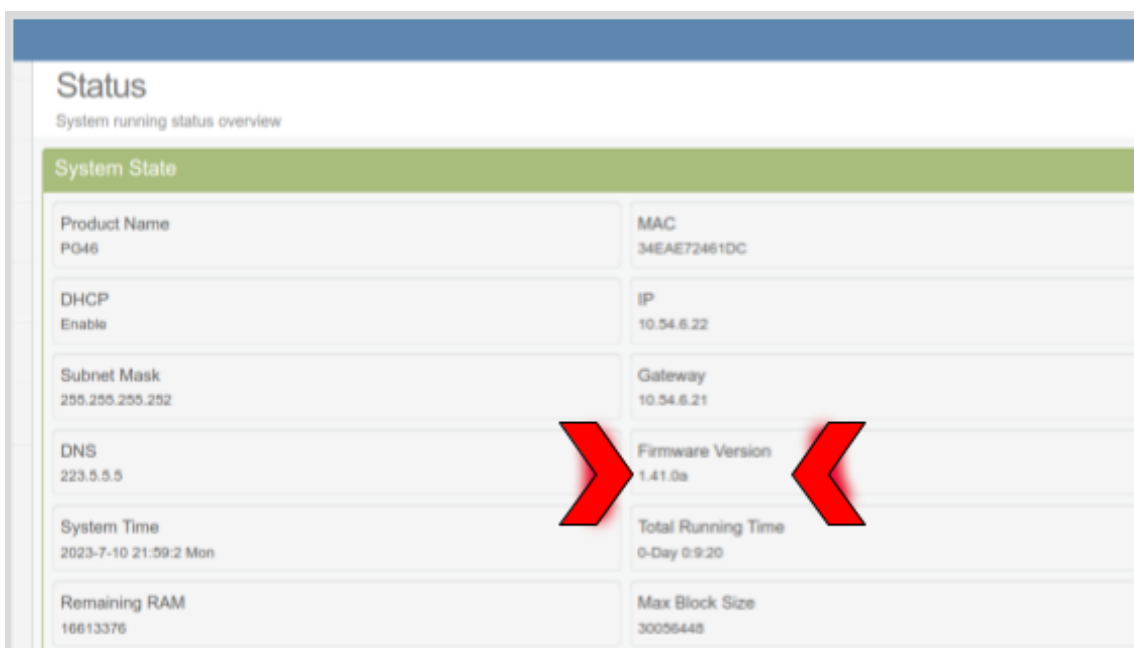 Status
System running status overview
System State
Product Name
PG46
MAC
34EAE72461DC
DHCP
Enable
IP
10.54.6.22
Subnet Mask
255.255.255.252
Gateway
10.54.6.21
DNS
223.5.5.5
Firmware Version
1.41.0a
System Time
2023-7-10 21:59:2 Mon
Total Running Time
0-Day 0:9:20
Remaining RAM
16613376
Max Block Size
30056448